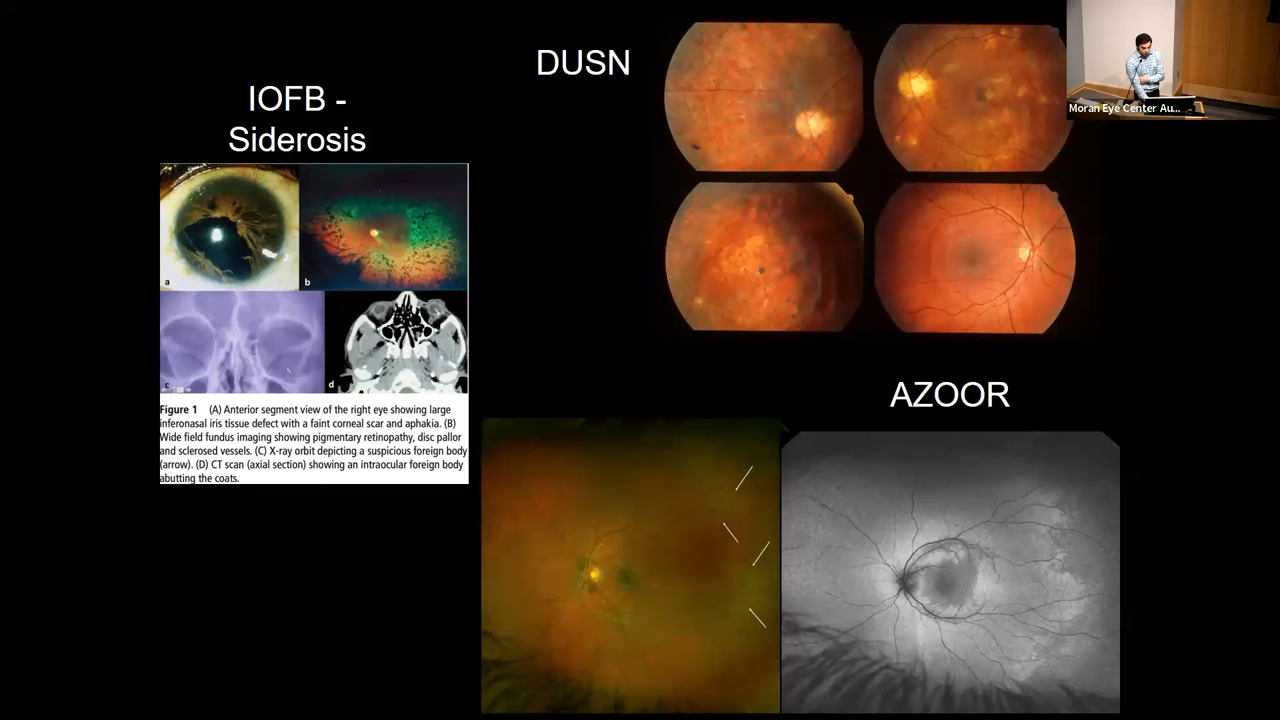 DUSN
IOFB -
Siderosis
Moran Eye Center Au...
a
b
c
d
Figure 1 (A) Anterior segment view of the right eye showing large
inferonasal iris tissue defect with a faint corneal scar and aphakia. (B)
Wide field fundus imaging showing pigmentary retinopathy, disc pallor
and sclerosed vessels. (C) X-ray orbit depicting a suspicious foreign body
(arrow). (D) CT scan (axial section) showing an intraocular foreign body
abutting the coats.
AZOOR